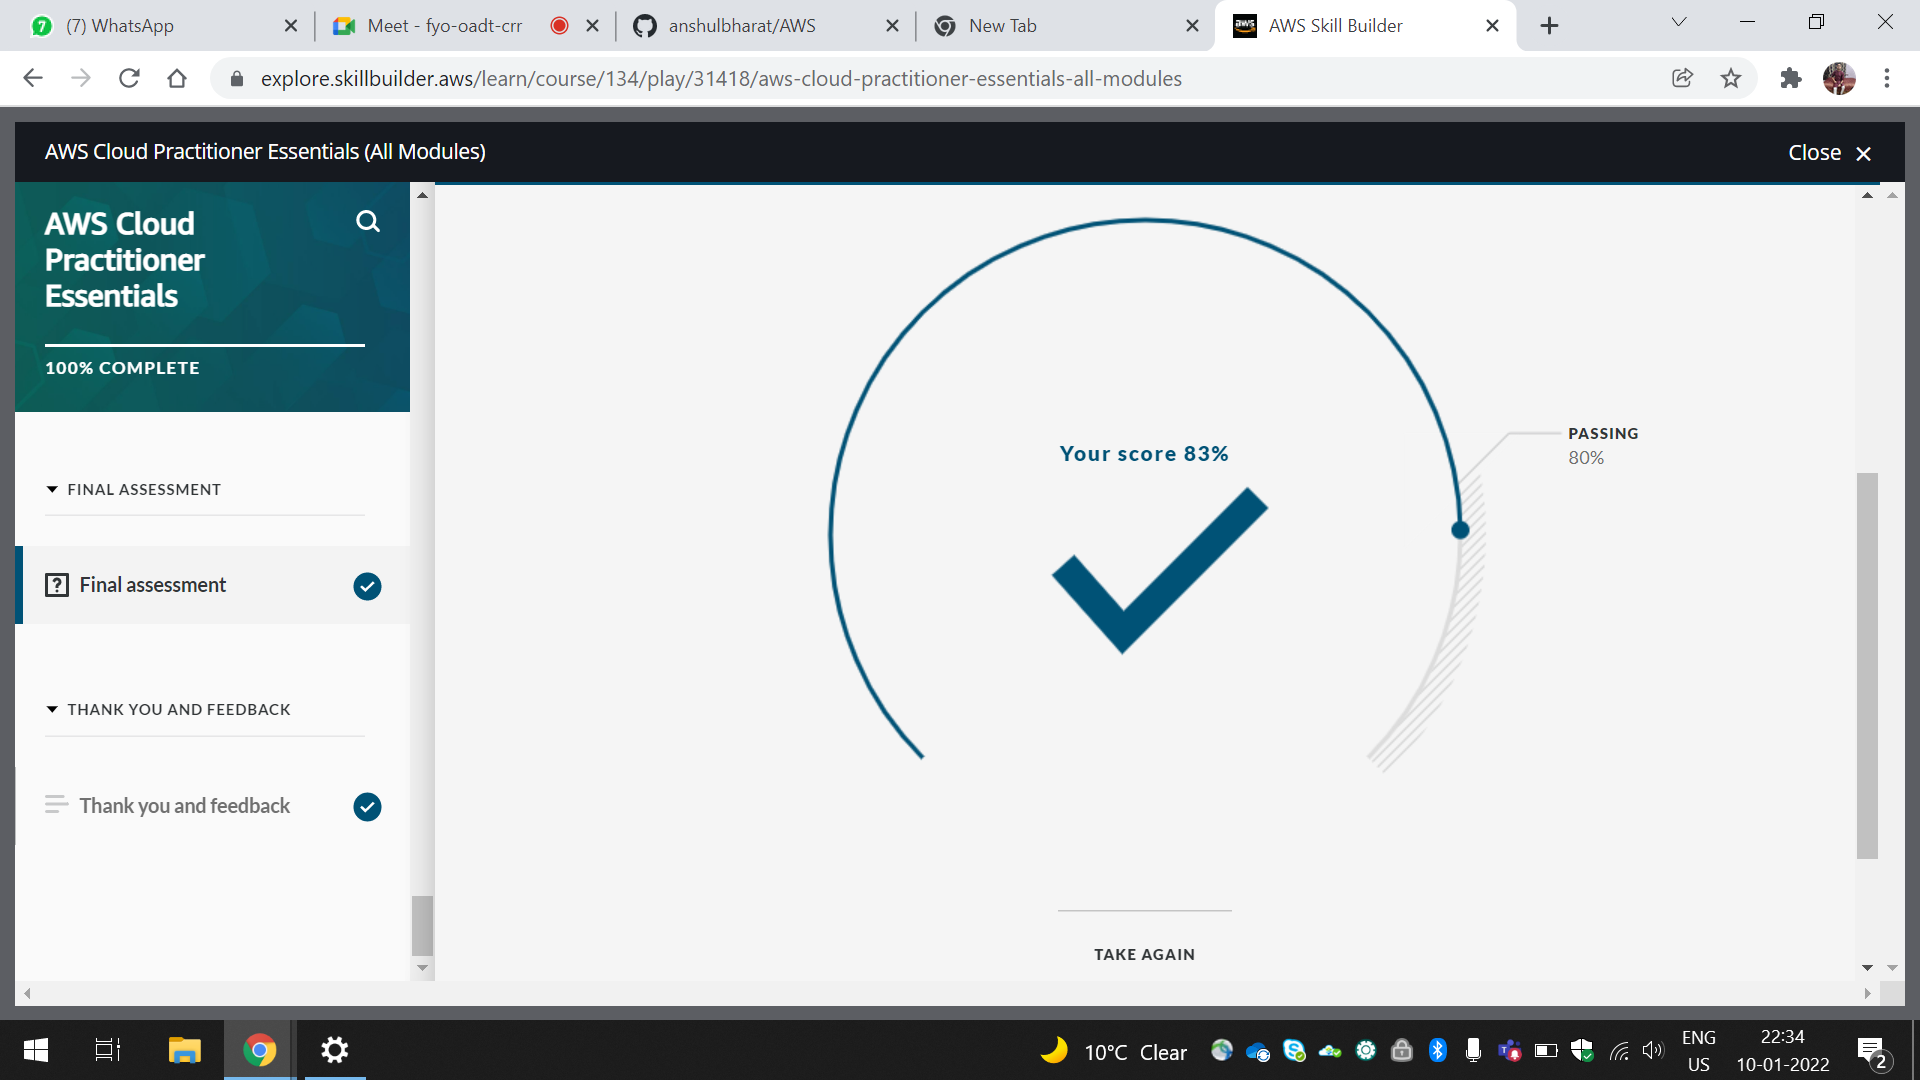 7
(7) WhatsApp
Meet - fyo-oadt-crr
anshulbharat/AWS
New Tab
aws
AWS Skill Builder
explore.skillbuilder.aws/learn/course/134/play/31418/aws-cloud-practitioner-essentials-all-modules
AWS Cloud Practitioner Essentials (All Modules)
Close
AWS Cloud
Practitioner
Essentials
100% COMPLETE
FINAL ASSESSMENT
Final assessment
THANK YOU AND FEEDBACK
Thank you and feedback
Your score 83%
PASSING
80%
TAKE AGAIN
10°C Clear
ENG
US
22:34
10-01-2022
2